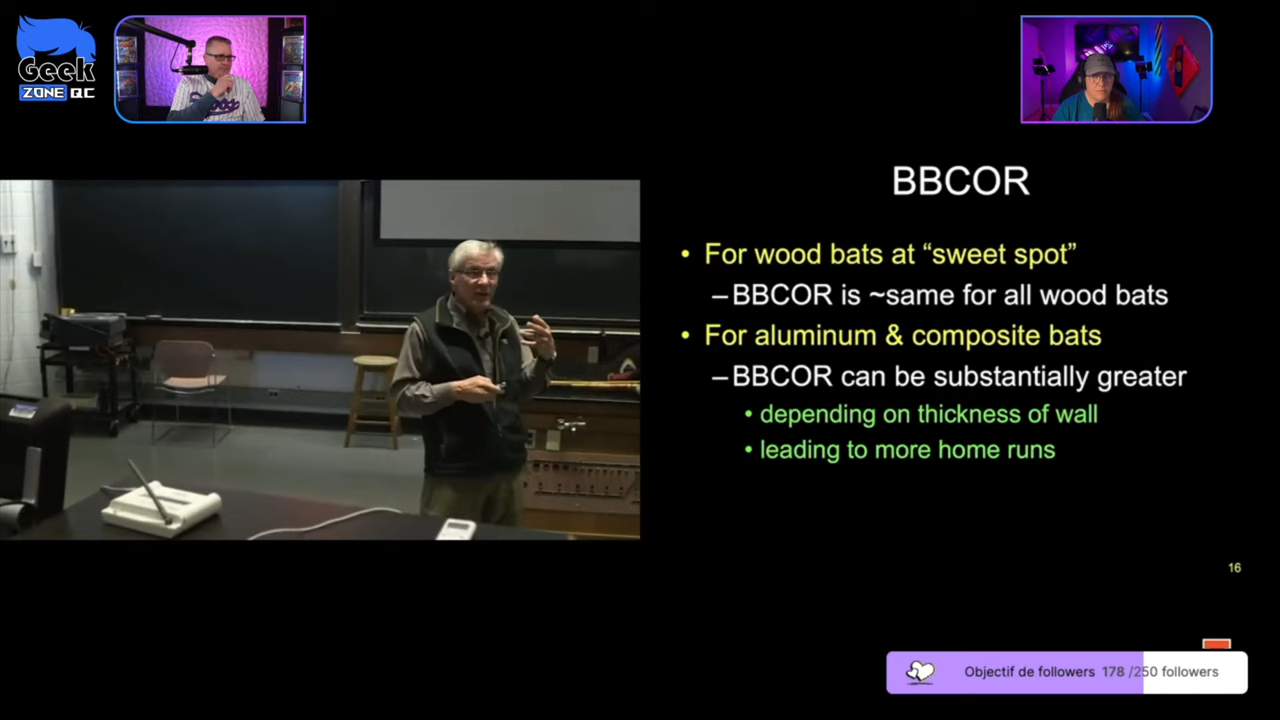 Geek
ZONE QC
BBCOR
• For wood bats at “sweet spot”
–BBCOR is ~same for all wood bats
• For aluminum & composite bats
–BBCOR can be substantially greater
• depending on thickness of wall
• leading to more home runs
16
Objectif de followers 178 /250 followers